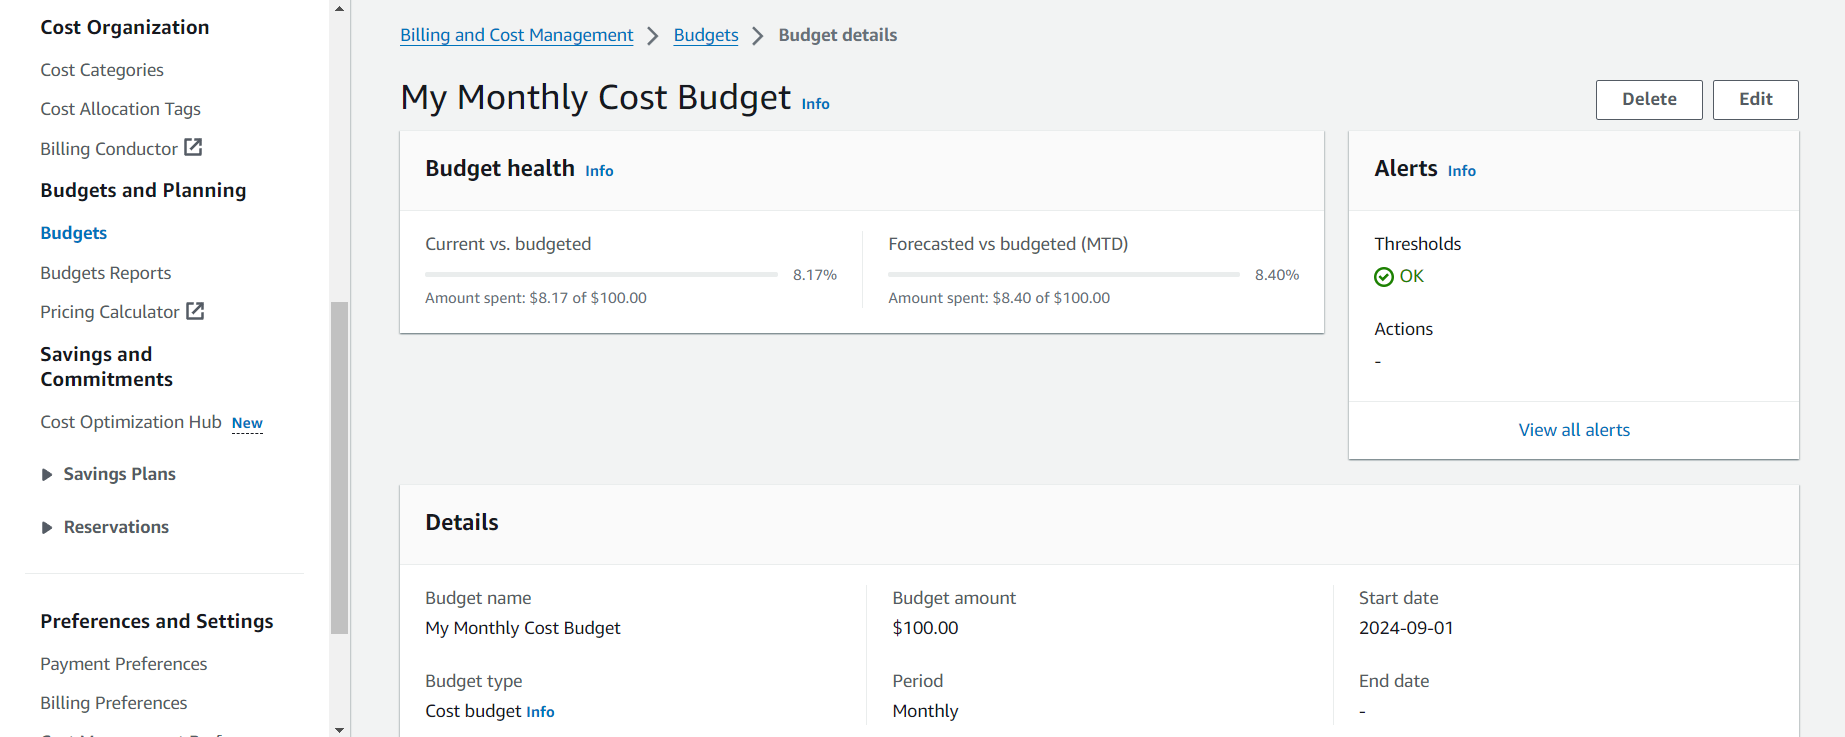 Cost Organization
Cost Categories
Cost Allocation Tags
Billing Conductor
Budgets and Planning
Budgets
Budgets Reports
Pricing Calculator
Savings and
Commitments
Cost Optimization Hub New
Savings Plans
Reservations
Preferences and Settings
Payment Preferences
Billing Preferences
Billing and Cost Management > Budgets > Budget details
My Monthly Cost Budget Info
Delete Edit
Budget health Info
Current vs. budgeted
8.17%
Amount spent: $8.17 of $100.00
Forecasted vs budgeted (MTD)
8.40%
Amount spent: $8.40 of $100.00
Alerts Info
Thresholds
OK
Actions
-
View all alerts
Details
Budget name
My Monthly Cost Budget
Budget type
Cost budget Info
Budget amount
$100.00
Period
Monthly
Start date
2024-09-01
End date
-